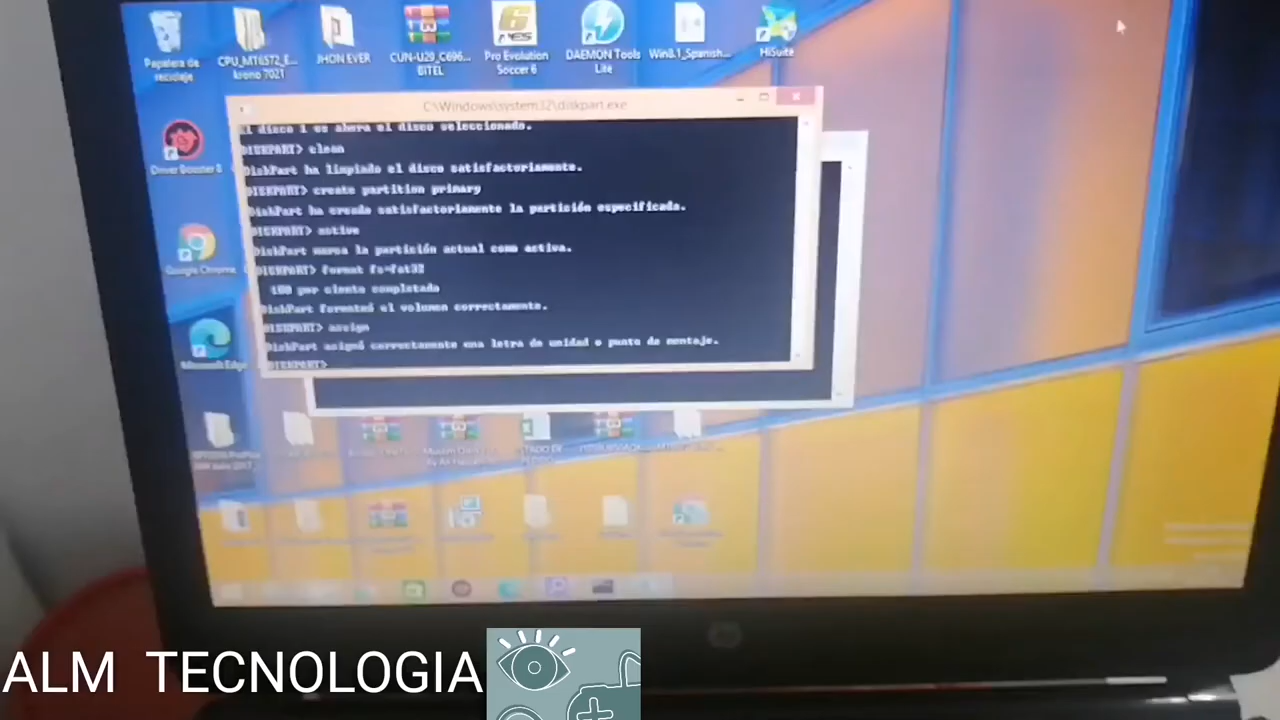 Papelera de
reciclaje
CPU_MT6572_E...
krono 7021
JHON EVER
CUN-U29_C696...
BITEL
Pro Evolution
Soccer 6
DAEMON Tools
Lite
Win8.1_Spanish...
HiSuite
Driver Booster 8
Google Chrome
Microsoft Edge
C:\Windows\system32\diskpart.exe
El disco 1 es ahora el disco seleccionado.
DISKPART> clean
DiskPart ha limpiado el disco satisfactoriamente.
DISKPART> create partition primary
DiskPart ha creado satisfactoriamente la partición especificada.
DISKPART> active
DiskPart marca la partición actual como activa.
DISKPART> format fs=fat32
100 por ciento completado
DiskPart formateó el volumen correctamente.
DISKPART> assign
DiskPart asignó correctamente una letra de unidad o punto de montaje.
DISKPART>
ALM TECNOLOGIA